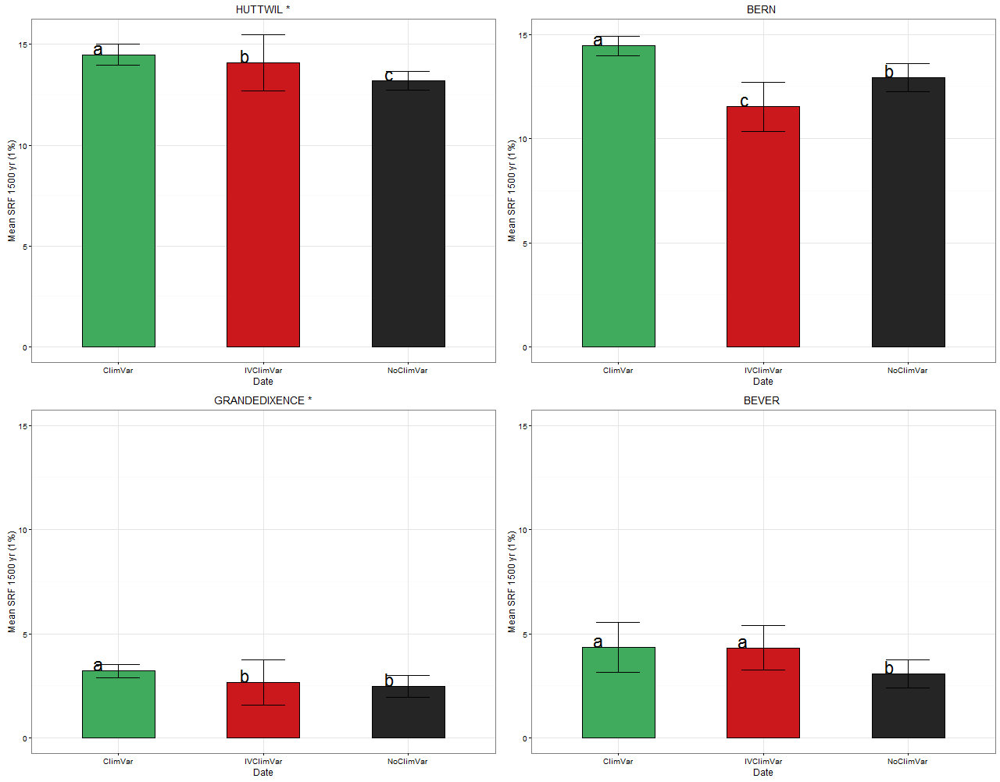 HUTTWIL *
15
10
5
0
Mean SRF 1500 yr (1%)
a
b
c
ClimVar
IVClimVar
NoClimVar
Date
BERN
15
10
5
0
Mean SRF 1500 yr (1%)
a
c
b
ClimVar
IVClimVar
NoClimVar
Date
GRANDEDIXENCE *
15
10
5
0
Mean SRF 1500 yr (1%)
a
b
b
ClimVar
IVClimVar
NoClimVar
Date
BEVER
15
10
5
0
Mean SRF 1500 yr (1%)
a
a
b
ClimVar
IVClimVar
NoClimVar
Date